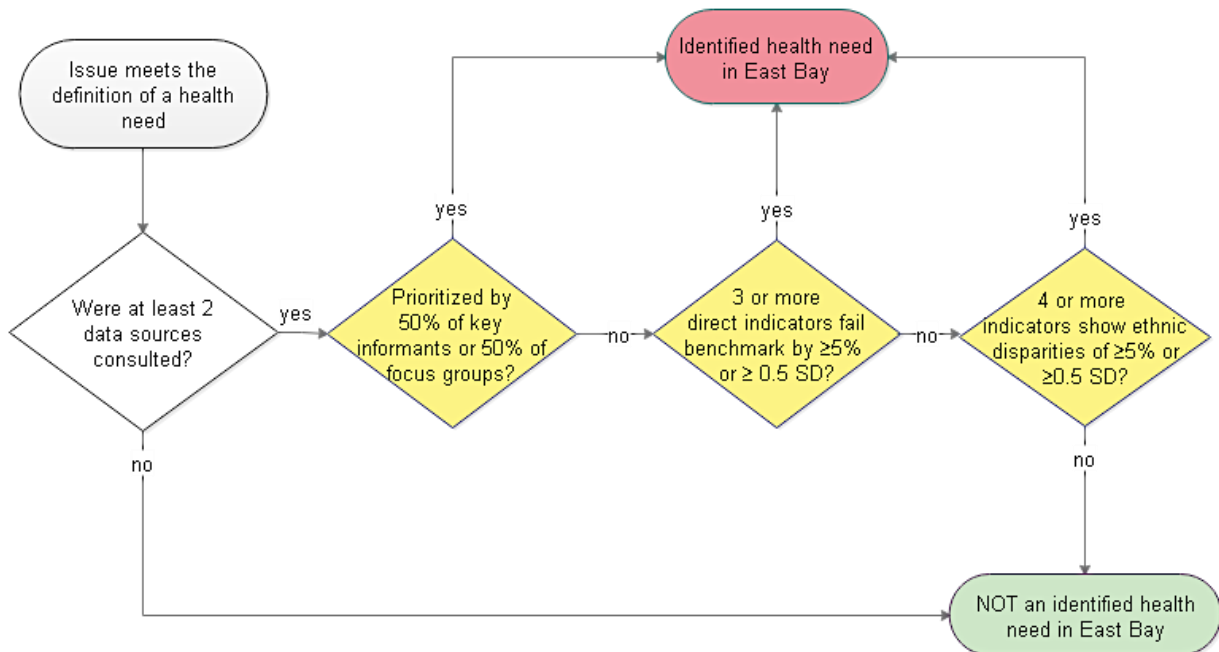 Issue meets the
definition of a health
need
Identified health need
in East Bay
yes
yes
yes
Were at least 2
data sources
consulted?
yes
Prioritized by
50% of key
informants or 50% of
focus groups?
no
3 or more
direct indicators fail
benchmark by ≥5%
or ≥ 0.5 SD?
no
4 or more
indicators show ethnic
disparities of ≥5% or
≥0.5 SD?
no
no
NOT an identified health
need in East Bay